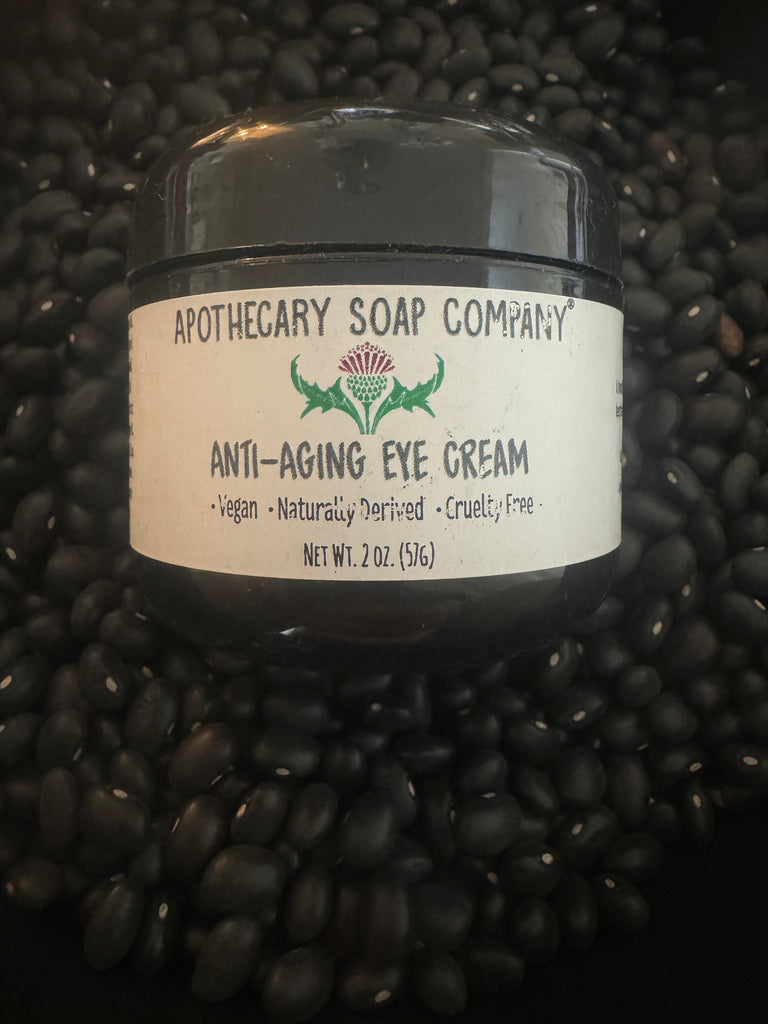 APOTHECARY SOAP COMPANY®
ANTI-AGING EYE CREAM
· Vegan · Naturally Derived · Cruelty Free ·
NET WT. 2 OZ. (57G)